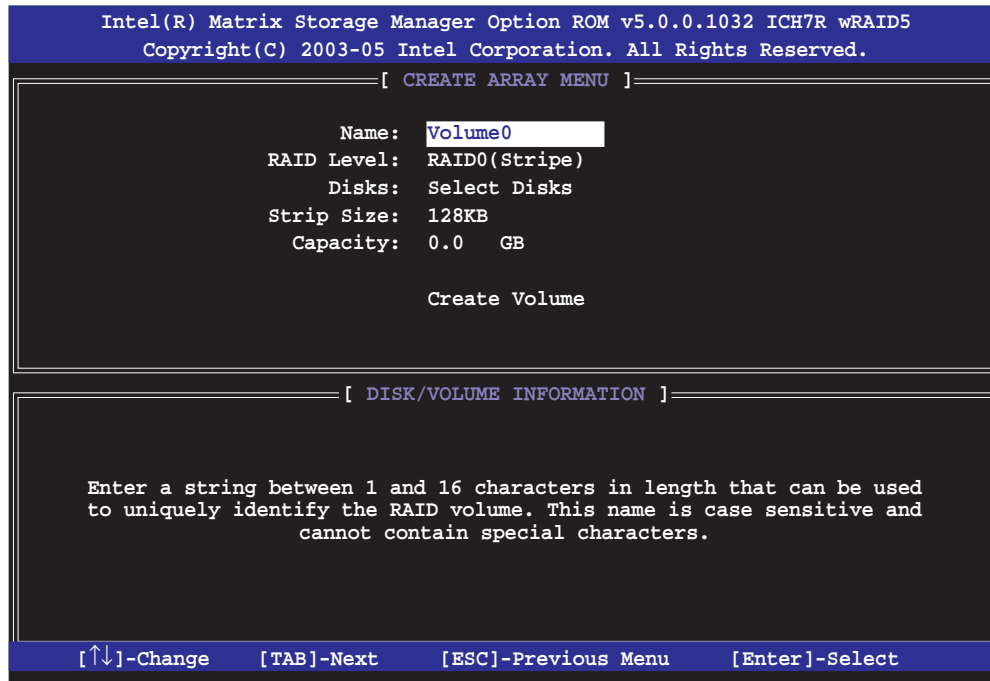 Intel(R) Matrix Storage Manager Option ROM v5.0.0.1032 ICH7R wRAID5
Copyright(C) 2003-05 Intel Corporation. All Rights Reserved.
[ CREATE ARRAY MENU ]
Name: Volume0
RAID Level: RAID0(Stripe)
Disks: Select Disks
Strip Size: 128KB
Capacity: 0.0 GB
Create Volume
[ DISK/VOLUME INFORMATION ]
Enter a string between 1 and 16 characters in length that can be used
to uniquely identify the RAID volume. This name is case sensitive and
cannot contain special characters.
[↑↓]-Change [TAB]-Next [ESC]-Previous Menu [Enter]-Select